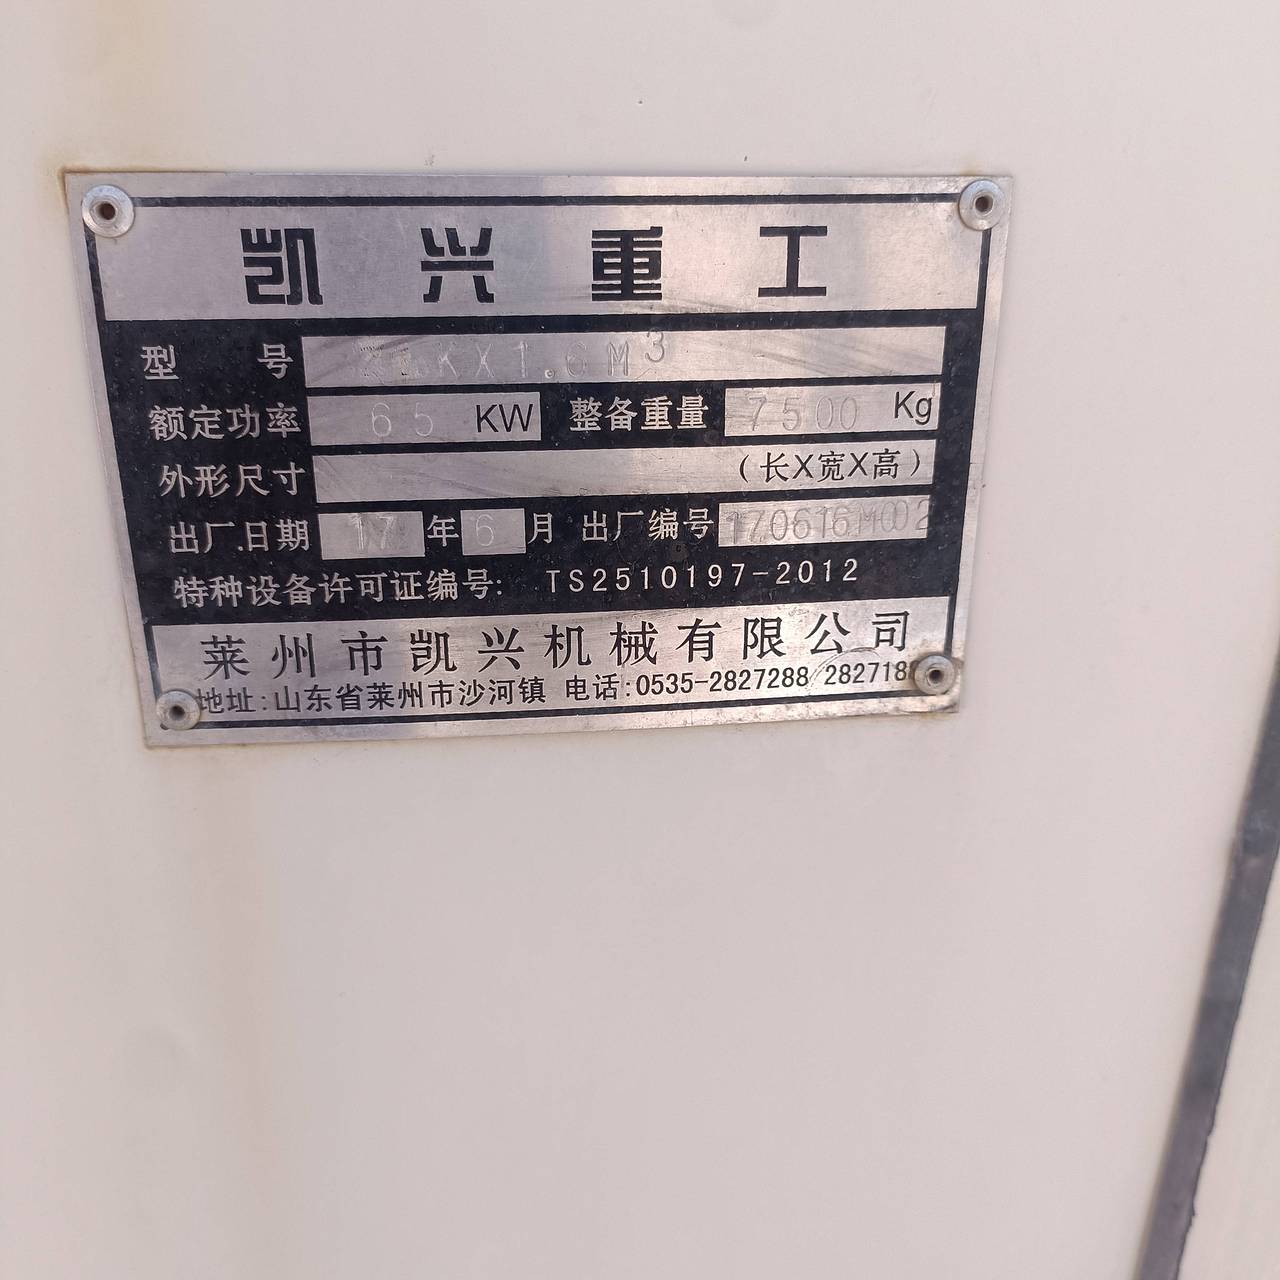 凯兴重工
型号 KX1.6M³
额定功率 65 KW 整备重量 7500 Kg
外形尺寸 (长X宽X高)
出厂.日期 17 年 6 月 出厂编号 170616M002
特种设备许可证编号: TS2510197-2012
莱州市凯兴机械有限公司
地址:山东省莱州市沙河镇 电话:0535-2827288 2827188